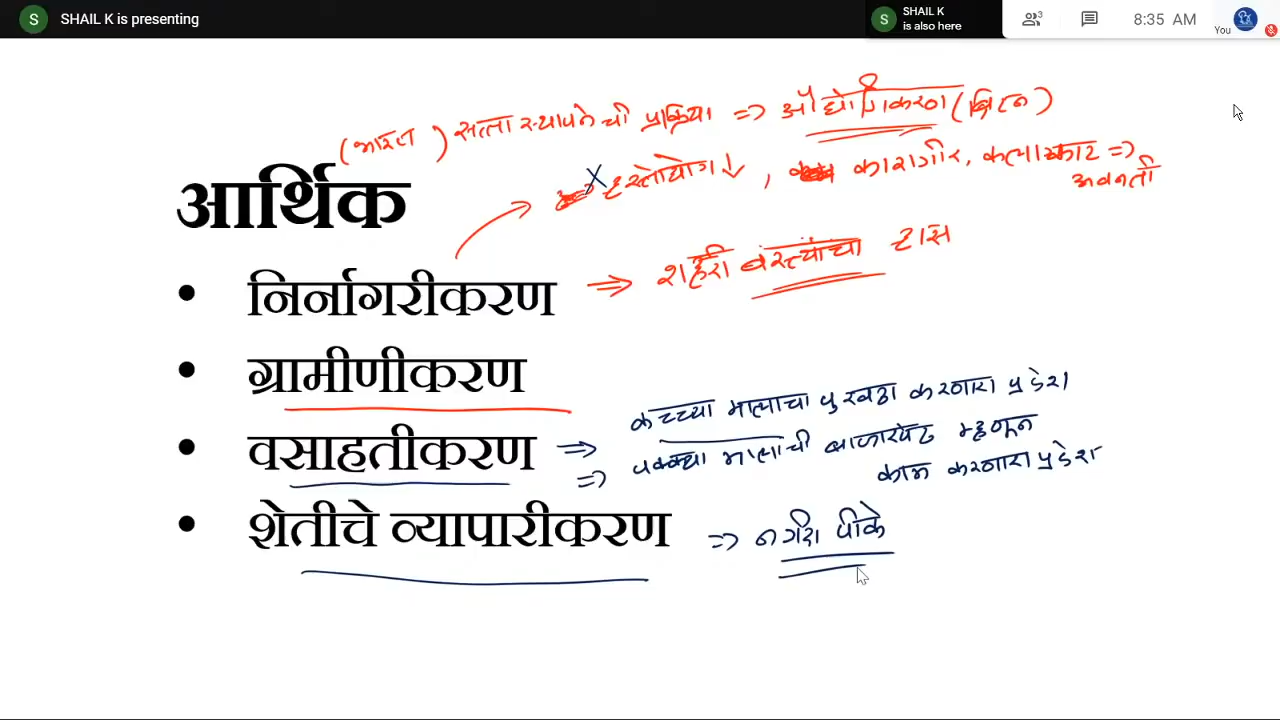 S SHAIL K is presenting
S SHAIL K is also here
3
8:35 AM
You
(भारत) सत्ता स्थापनेची प्रक्रिया => औद्योगिकरण (ब्रिटन)
हस्तोद्योग ↓, कारागीर, कलाकार =>
अवनती
आर्थिक
• निर्नागरीकरण => शहरी वस्त्यांचा ऱ्हास
• ग्रामीणीकरण
• वसाहतीकरण => कच्च्या मालाचा पुरवठा करणारा प्रदेश
=> पक्क्या मालाची बाजारपेठ म्हणून
काम करणारा प्रदेश
• शेतीचे व्यापारीकरण => नगदी पीके